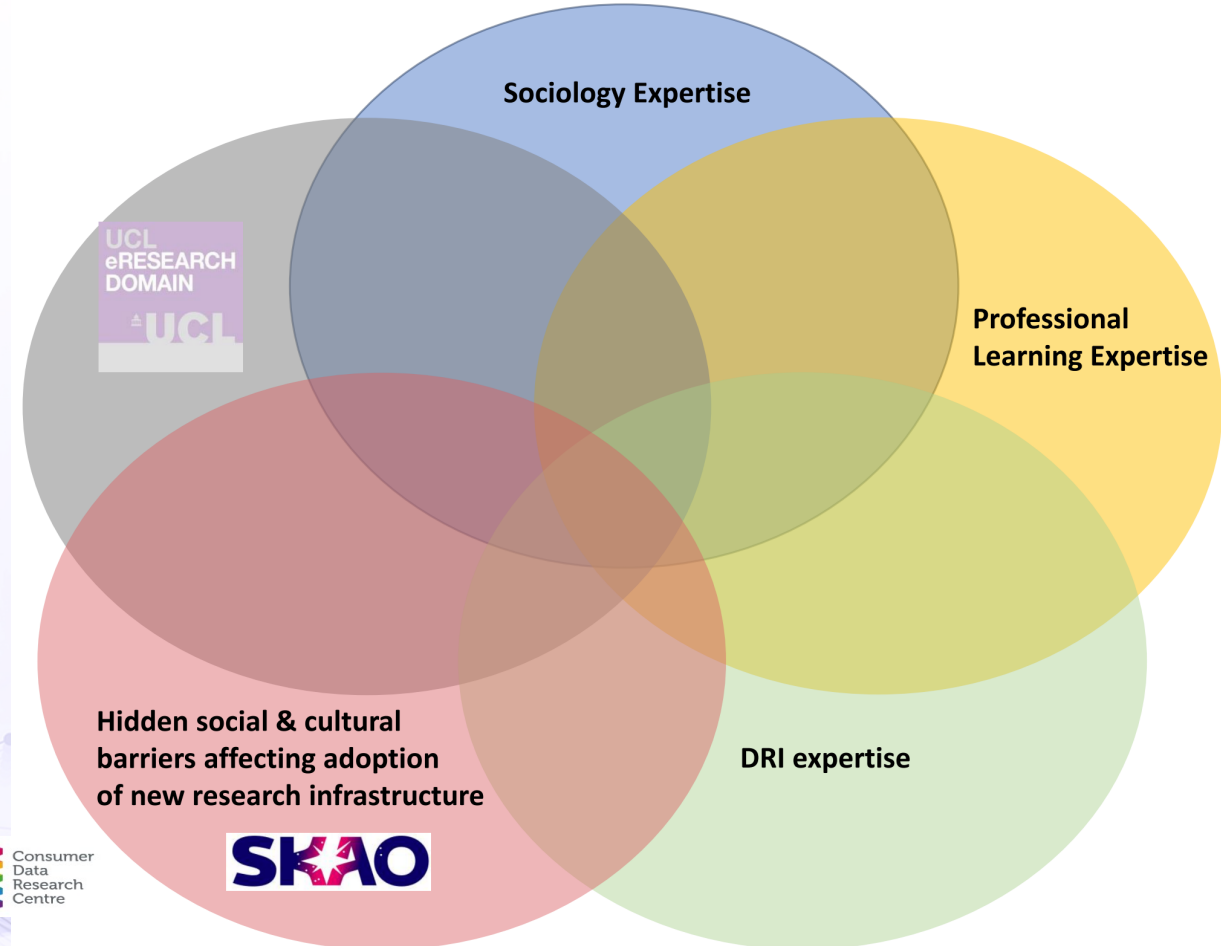 Sociology Expertise
UCL
eRESEARCH
DOMAIN
UCL
Professional
Learning Expertise
Hidden social & cultural
barriers affecting adoption
of new research infrastructure
DRI expertise
SKAO
Consumer
Data
Research
Centre